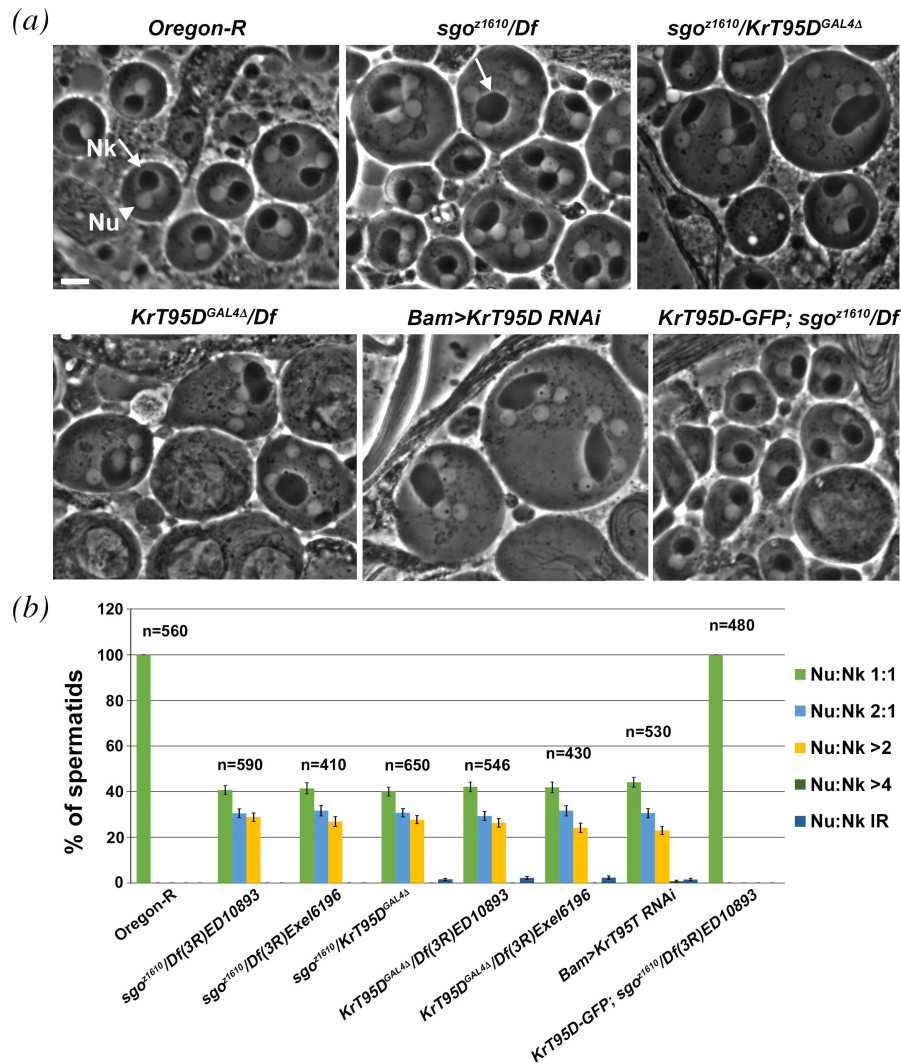 (a)
Oregon-R sgo^z1610/Df sgo^z1610/KrT95D^GAL4Δ
Nk
Nu
KrT95D^GAL4Δ/Df Bam>KrT95D RNAi KrT95D-GFP; sgo^z1610/Df
(b)
% of spermatids
120
100
80
60
40
20
0
n=560
n=590
n=410
n=650
n=546
n=430
n=530
n=480
Nu:Nk 1:1
Nu:Nk 2:1
Nu:Nk >2
Nu:Nk >4
Nu:Nk IR
Oregon-R
sgo^z1610/Df(3R)ED10893
sgo^z1610/Df(3R)Exel6196
sgo^z1610/KrT95D^GAL4Δ
KrT95D^GAL4Δ/Df(3R)ED10893
KrT95D^GAL4Δ/Df(3R)Exel6196
Bam>KrT95T RNAi
KrT95D-GFP; sgo^z1610/Df(3R)ED10893